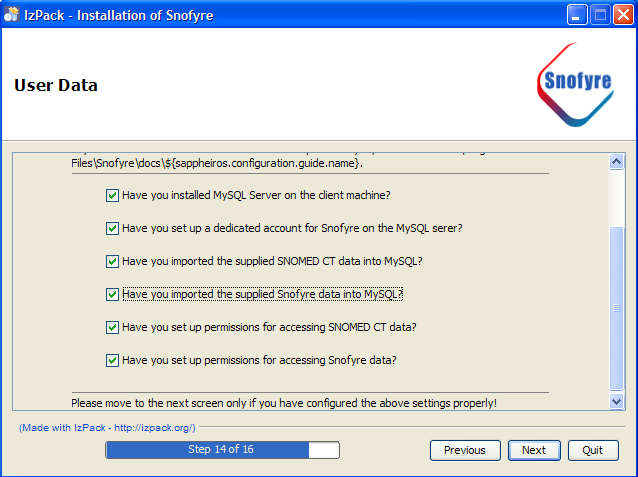 IzPack - Installation of Snofyre
User Data
Snofyre
Files\Snofyre\docs\${sappheiros.configuration.guide.name}.
Have you installed MySQL Server on the client machine?
Have you set up a dedicated account for Snofyre on the MySQL serer?
Have you imported the supplied SNOMED CT data into MySQL?
Have you imported the supplied Snofyre data into MySQL?
Have you set up permissions for accessing SNOMED CT data?
Have you set up permissions for accessing Snofyre data?
Please move to the next screen only if you have configured the above settings properly!
(Made with IzPack - http://izpack.org/)
Step 14 of 16
Previous
Next
Quit